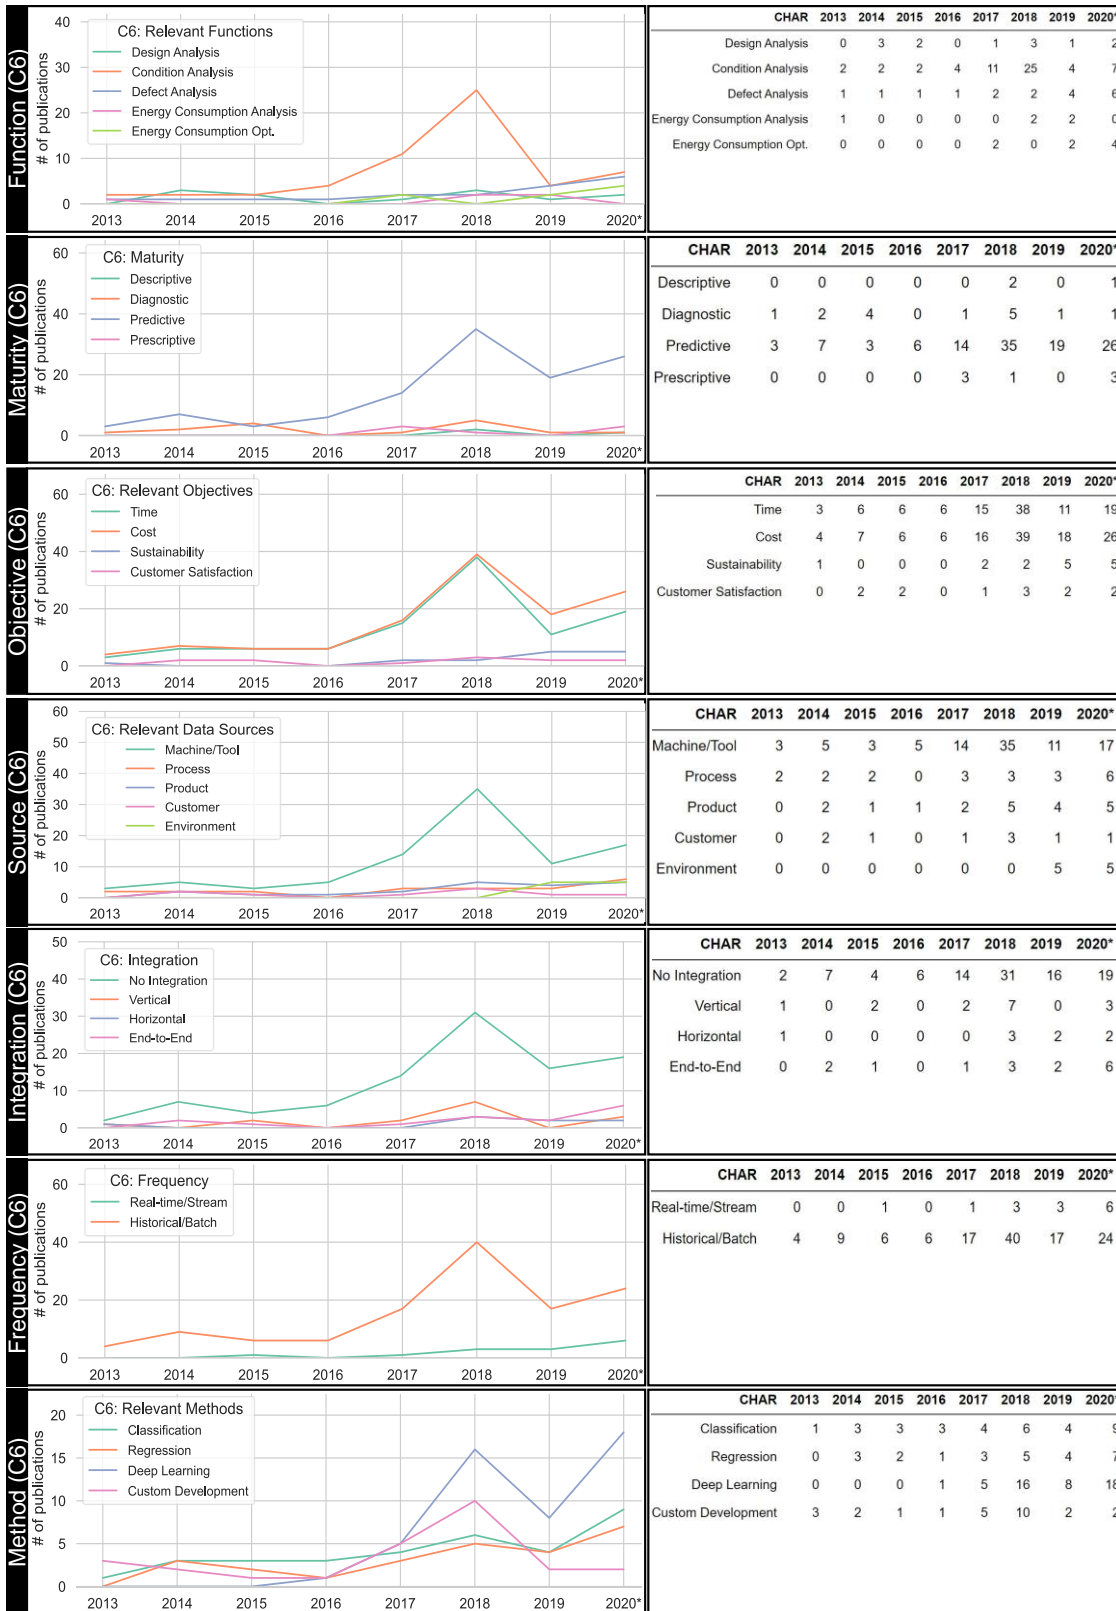 Function (C6)
# of publications
40
30
20
10
0
C6: Relevant Functions
Design Analysis
Condition Analysis
Defect Analysis
Energy Consumption Analysis
Energy Consumption Opt.
2013 2014 2015 2016 2017 2018 2019 2020*
CHAR 2013 2014 2015 2016 2017 2018 2019 2020*
Design Analysis 0 3 2 0 1 3 1 2
Condition Analysis 2 2 2 4 11 25 4 7
Defect Analysis 1 1 1 1 2 2 4 6
Energy Consumption Analysis 1 0 0 0 0 2 2 0
Energy Consumption Opt. 0 0 0 0 2 0 2 4
Maturity (C6)
# of publications
60
40
20
0
C6: Maturity
Descriptive
Diagnostic
Predictive
Prescriptive
2013 2014 2015 2016 2017 2018 2019 2020*
CHAR 2013 2014 2015 2016 2017 2018 2019 2020*
Descriptive 0 0 0 0 0 2 0 1
Diagnostic 1 2 4 0 1 5 1 1
Predictive 3 7 3 6 14 35 19 26
Prescriptive 0 0 0 0 3 1 0 3
Objective (C6)
# of publications
60
40
20
0
C6: Relevant Objectives
Time
Cost
Sustainability
Customer Satisfaction
2013 2014 2015 2016 2017 2018 2019 2020*
CHAR 2013 2014 2015 2016 2017 2018 2019 2020*
Time 3 6 6 6 15 38 11 19
Cost 4 7 6 6 16 39 18 26
Sustainability 1 0 0 0 2 2 5 5
Customer Satisfaction 0 2 2 0 1 3 2 2
Source (C6)
# of publications
60
50
40
30
20
10
0
C6: Relevant Data Sources
Machine/Tool
Process
Product
Customer
Environment
2013 2014 2015 2016 2017 2018 2019 2020*
CHAR 2013 2014 2015 2016 2017 2018 2019 2020*
Machine/Tool 3 5 3 5 14 35 11 17
Process 2 2 2 0 3 3 3 6
Product 0 2 1 1 2 5 4 5
Customer 0 2 1 0 1 3 1 1
Environment 0 0 0 0 0 0 5 5
Integration (C6)
# of publications
50
40
30
20
10
0
C6: Integration
No Integration
Vertical
Horizontal
End-to-End
2013 2014 2015 2016 2017 2018 2019 2020*
CHAR 2013 2014 2015 2016 2017 2018 2019 2020*
No Integration 2 7 4 6 14 31 16 19
Vertical 1 0 2 0 2 7 0 3
Horizontal 1 0 0 0 0 3 2 2
End-to-End 0 2 1 0 1 3 2 6
Frequency (C6)
# of publications
60
40
20
0
C6: Frequency
Real-time/Stream
Historical/Batch
2013 2014 2015 2016 2017 2018 2019 2020*
CHAR 2013 2014 2015 2016 2017 2018 2019 2020*
Real-time/Stream 0 0 1 0 1 3 3 6
Historical/Batch 4 9 6 6 17 40 17 24
Method (C6)
# of publications
20
15
10
5
0
C6: Relevant Methods
Classification
Regression
Deep Learning
Custom Development
2013 2014 2015 2016 2017 2018 2019 2020*
CHAR 2013 2014 2015 2016 2017 2018 2019 2020*
Classification 1 3 3 3 4 6 4 9
Regression 0 3 2 1 3 5 4 7
Deep Learning 0 0 0 1 5 16 8 18
Custom Development 3 2 1 1 5 10 2 2